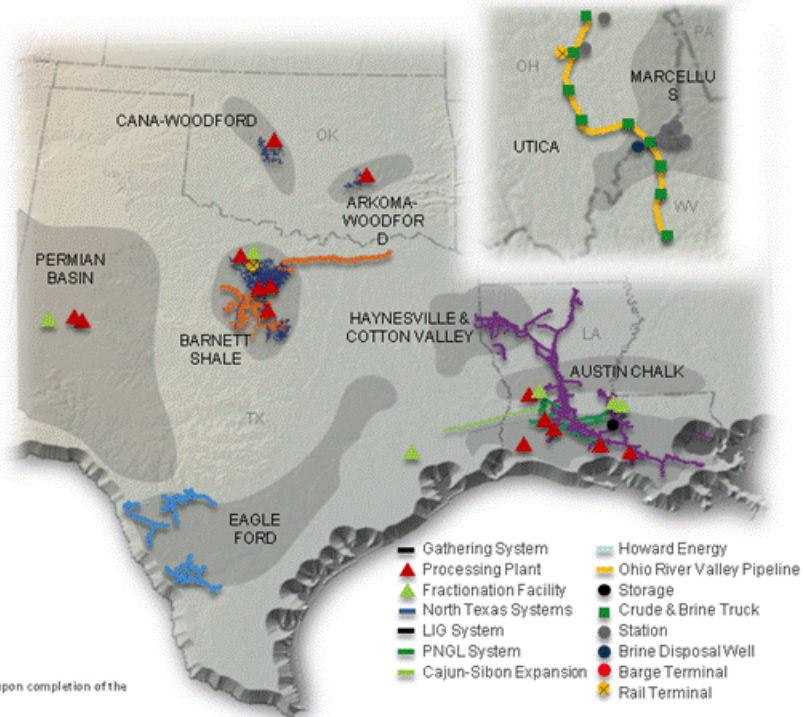 PA
OH
MARCELLU
S
UTICA
WV
CANA-WOODFORD
OK
ARKOMA-
WOODFOR
D
PERMIAN
BASIN
BARNETT
SHALE
HAYNESVILLE &
COTTON VALLEY
LA
AUSTIN CHALK
TX
EAGLE
FORD
Gathering System
Processing Plant
Fractionation Facility
North Texas Systems
LIG System
PNGL System
Cajun-Sibon Expansion
Howard Energy
Ohio River Valley Pipeline
Storage
Crude & Brine Truck
Station
Brine Disposal Well
Barge Terminal
Rail Terminal
upon completion of the